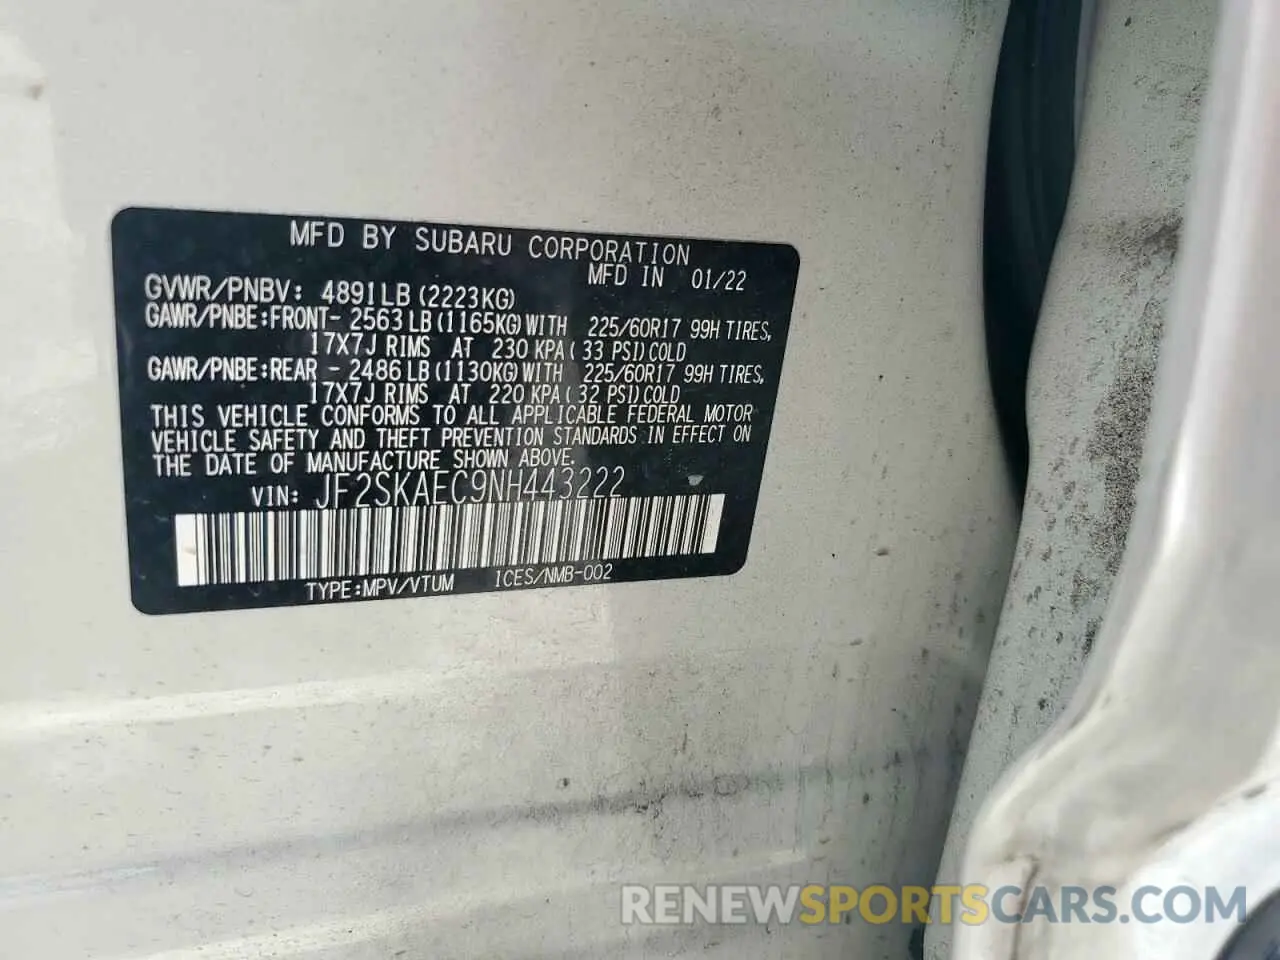 MFD BY SUBARU CORPORATION
MFD IN 01/22
GVWR/PNBV: 4891LB (2223KG)
GAWR/PNBE:FRONT- 2563 LB (1165KG) WITH 225/60R17 99H TIRES,
17X7J RIMS AT 230 KPA ( 33 PSI) COLD
GAWR/PNBE:REAR - 2486 LB (1130KG) WITH 225/60R17 99H TIRES,
17X7J RIMS AT 220 KPA ( 32 PSI) COLD
THIS VEHICLE CONFORMS TO ALL APPLICABLE FEDERAL MOTOR
VEHICLE SAFETY AND THEFT PREVENTION STANDARDS IN EFFECT ON
THE DATE OF MANUFACTURE SHOWN ABOVE.
VIN: JF2SKAEC9NH443222
TYPE:MPV/VTUM ICES/NMB-002
RENEWSPORTSCARS.COM